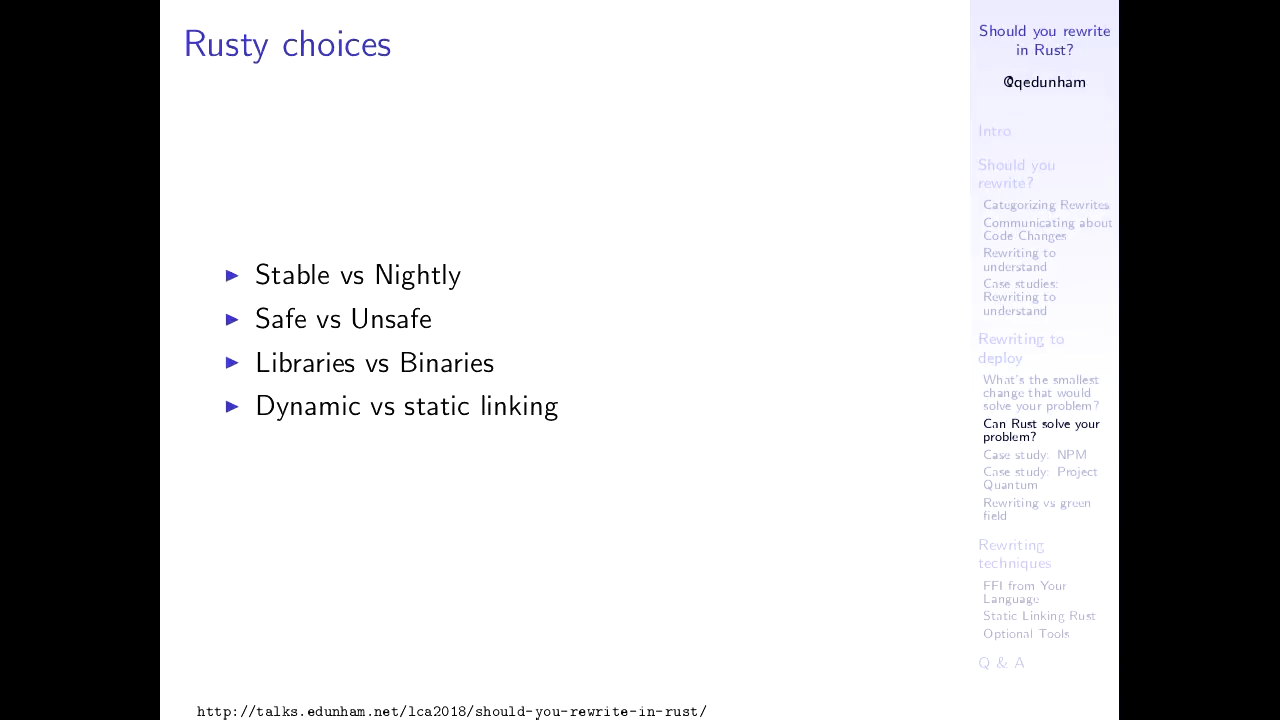 Rusty choices
Stable vs Nightly
Safe vs Unsafe
Libraries vs Binaries
Dynamic vs static linking
http://talks.edunham.net/lca2018/should-you-rewrite-in-rust/
Should you rewrite
in Rust?
@qedunham
Intro
Should you
rewrite?
Categorizing Rewrites
Communicating about
Code Changes
Rewriting to
understand
Case studies:
Rewriting to
understand
Rewriting to
deploy
What's the smallest
change that would
solve your problem?
Can Rust solve your
problem?
Case study: NPM
Case study: Project
Quantum
Rewriting vs green
field
Rewriting
techniques
FFI from Your
Language
Static Linking Rust
Optional Tools
Q & A